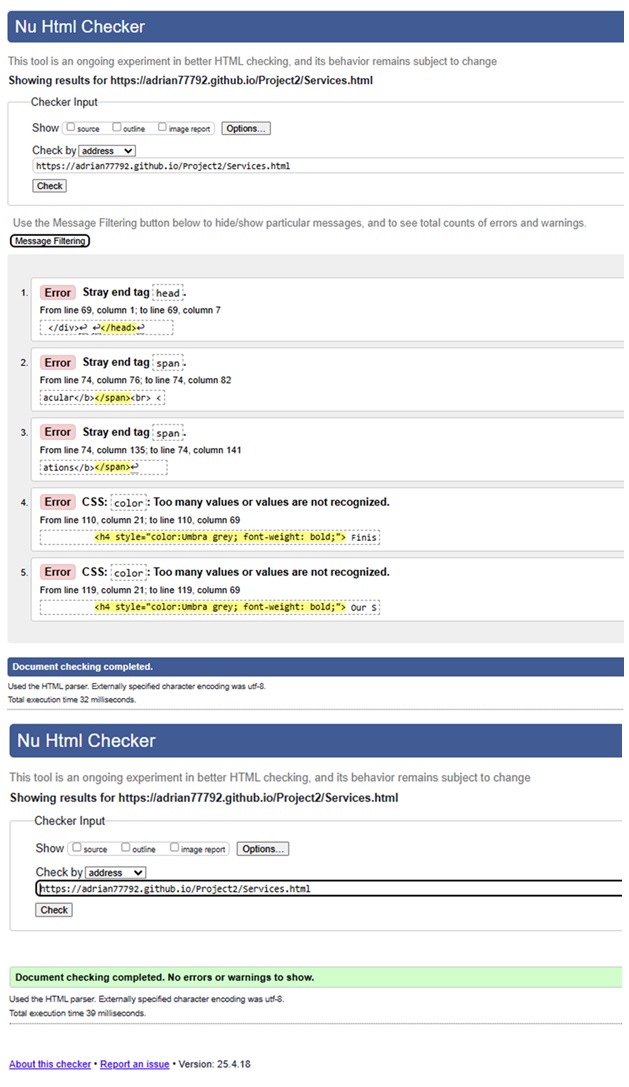 Nu Html Checker
This tool is an ongoing experiment in better HTML checking, and its behavior remains subject to change
Showing results for https://adrian77792.github.io/Project2/Services.html
Checker Input
Show source outline image report Options...
Check by address
https://adrian77792.github.io/Project2/Services.html
Check
Use the Message Filtering button below to hide/show particular messages, and to see total counts of errors and warnings.
Message Filtering
1. Error Stray end tag head.
From line 69, column 1; to line 69, column 7
</div>↩ ↩</head>↩
2. Error Stray end tag span.
From line 74, column 76; to line 74, column 82
acular</b></span><br> <
3. Error Stray end tag span.
From line 74, column 135; to line 74, column 141
ations</b></span>↩
4. Error CSS: color: Too many values or values are not recognized.
From line 110, column 21; to line 110, column 69
<h4 style="color:Umbra grey; font-weight: bold;"> Finis
5. Error CSS: color: Too many values or values are not recognized.
From line 119, column 21; to line 119, column 69
<h4 style="color:Umbra grey; font-weight: bold;"> Our S
Document checking completed.
Used the HTML parser. Externally specified character encoding was utf-8.
Total execution time 32 milliseconds.
Nu Html Checker
This tool is an ongoing experiment in better HTML checking, and its behavior remains subject to change
Showing results for https://adrian77792.github.io/Project2/Services.html
Checker Input
Show source outline image report Options...
Check by address
https://adrian77792.github.io/Project2/Services.html
Check
Document checking completed. No errors or warnings to show.
Used the HTML parser. Externally specified character encoding was utf-8.
Total execution time 39 milliseconds.
About this checker • Report an issue • Version: 25.4.18